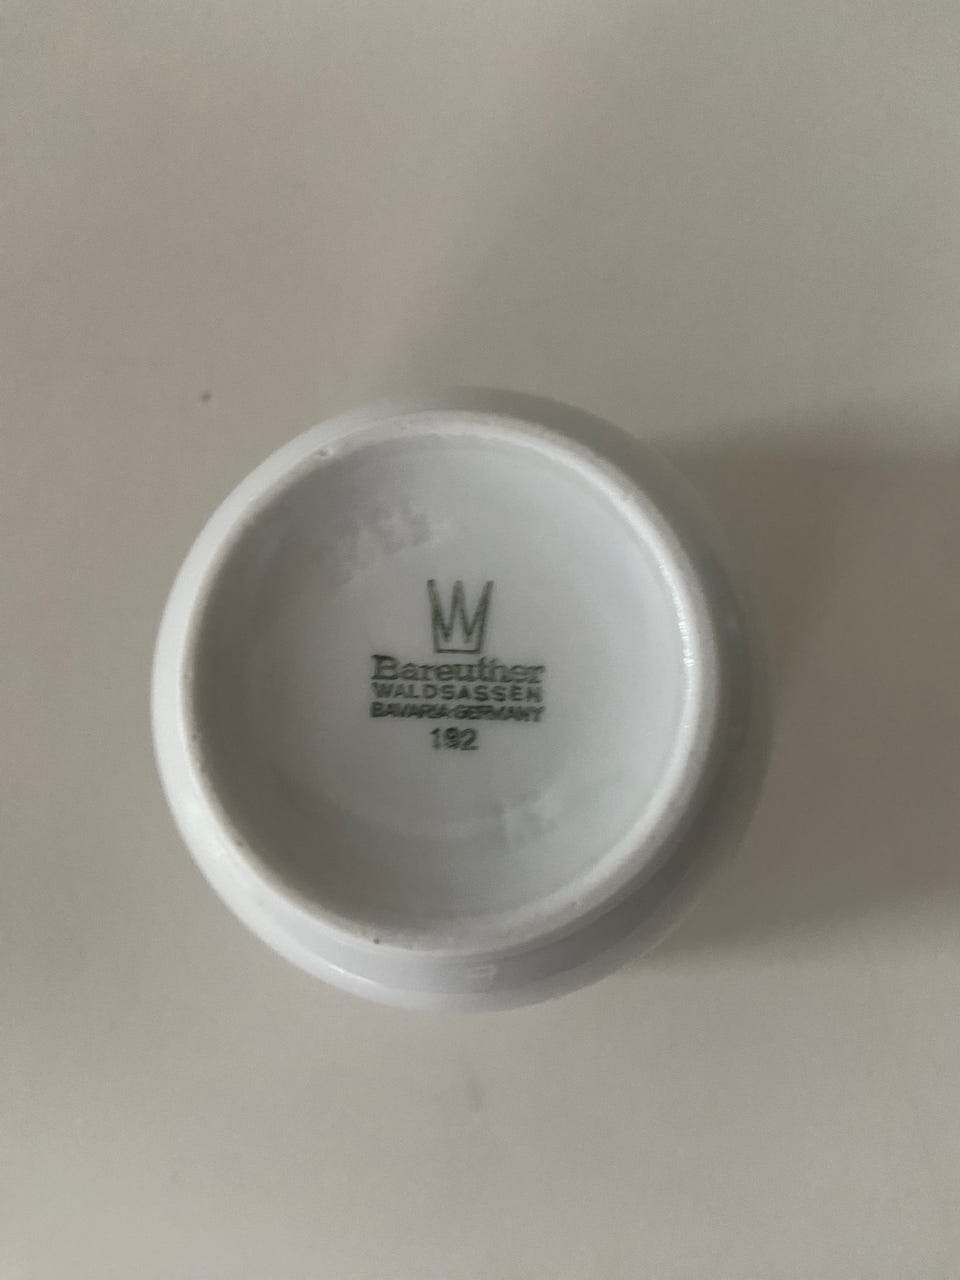 W
Bareuther
WALDSASSEN
BAVARIA-GERMANY
192